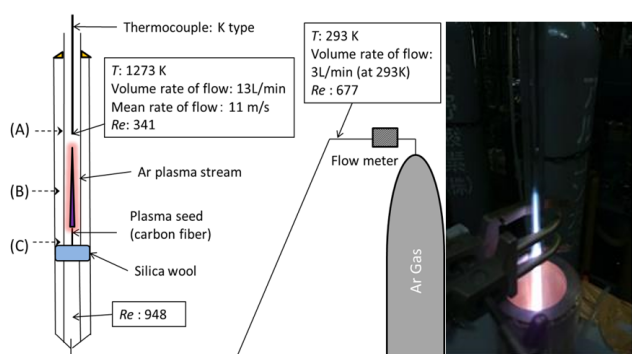 Thermocouple: K type
T: 1273 K
Volume rate of flow: 13L/min
Mean rate of flow: 11 m/s
Re: 341
(A)
(B)
(C)
Ar plasma stream
Plasma seed
(carbon fiber)
Silica wool
Re : 948
T: 293 K
Volume rate of flow:
3L/min (at 293K)
Re : 677
Flow meter
Ar Gas